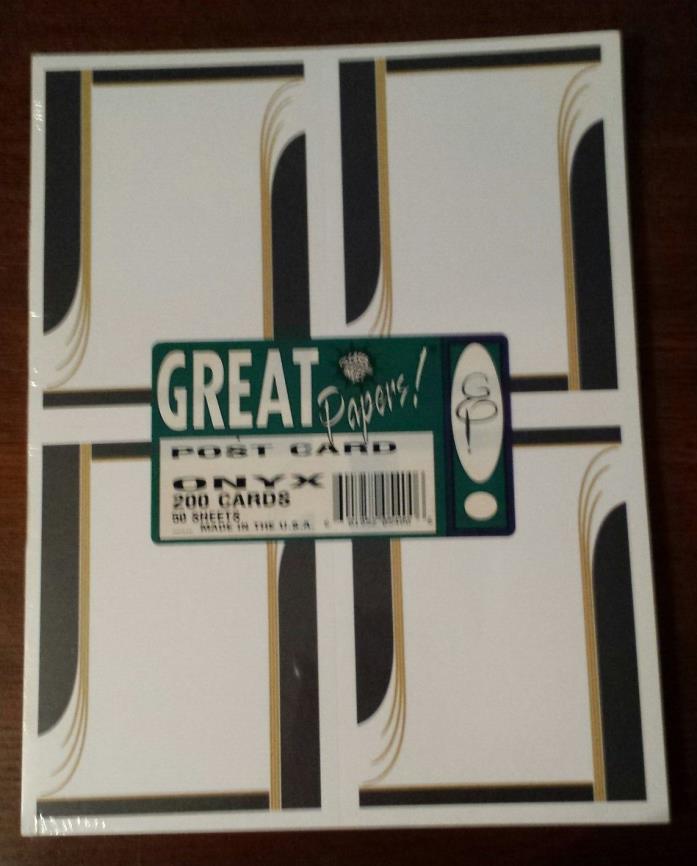 GREAT Papers!
GP!
POST CARD
ONYX
200 CARDS
50 SHEETS
MADE IN THE U.S.A.